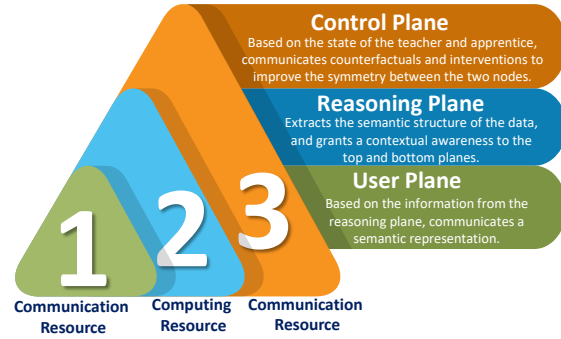 Control Plane
Based on the state of the teacher and apprentice,
communicates counterfactuals and interventions to
improve the symmetry between the two nodes.
Reasoning Plane
Extracts the semantic structure of the data,
and grants a contextual awareness to the
top and bottom planes.
User Plane
Based on the information from the
reasoning plane, communicates a
semantic representation.
1
2
3
Communication
Resource
Computing
Resource
Communication
Resource